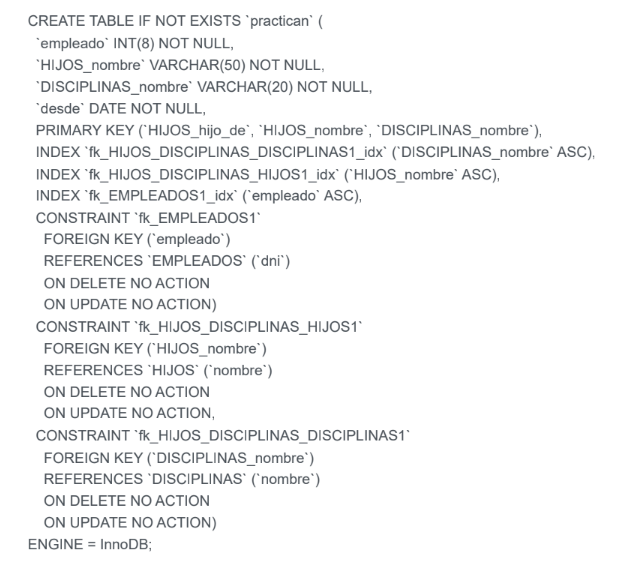 CREATE TABLE IF NOT EXISTS `practican` (
`empleado` INT(8) NOT NULL,
`HIJOS_nombre` VARCHAR(50) NOT NULL,
`DISCIPLINAS_nombre` VARCHAR(20) NOT NULL,
`desde` DATE NOT NULL,
PRIMARY KEY (`HIJOS_hijo_de`, `HIJOS_nombre`, `DISCIPLINAS_nombre`),
INDEX `fk_HIJOS_DISCIPLINAS_DISCIPLINAS1_idx` (`DISCIPLINAS_nombre` ASC),
INDEX `fk_HIJOS_DISCIPLINAS_HIJOS1_idx` (`HIJOS_nombre` ASC),
INDEX `fk_EMPLEADOS1_idx` (`empleado` ASC),
CONSTRAINT `fk_EMPLEADOS1`
FOREIGN KEY (`empleado`)
REFERENCES `EMPLEADOS` (`dni`)
ON DELETE NO ACTION
ON UPDATE NO ACTION)
CONSTRAINT `fk_HIJOS_DISCIPLINAS_HIJOS1`
FOREIGN KEY (`HIJOS_nombre`)
REFERENCES `HIJOS` (`nombre`)
ON DELETE NO ACTION
ON UPDATE NO ACTION,
CONSTRAINT `fk_HIJOS_DISCIPLINAS_DISCIPLINAS1`
FOREIGN KEY (`DISCIPLINAS_nombre`)
REFERENCES `DISCIPLINAS` (`nombre`)
ON DELETE NO ACTION
ON UPDATE NO ACTION)
ENGINE = InnoDB;